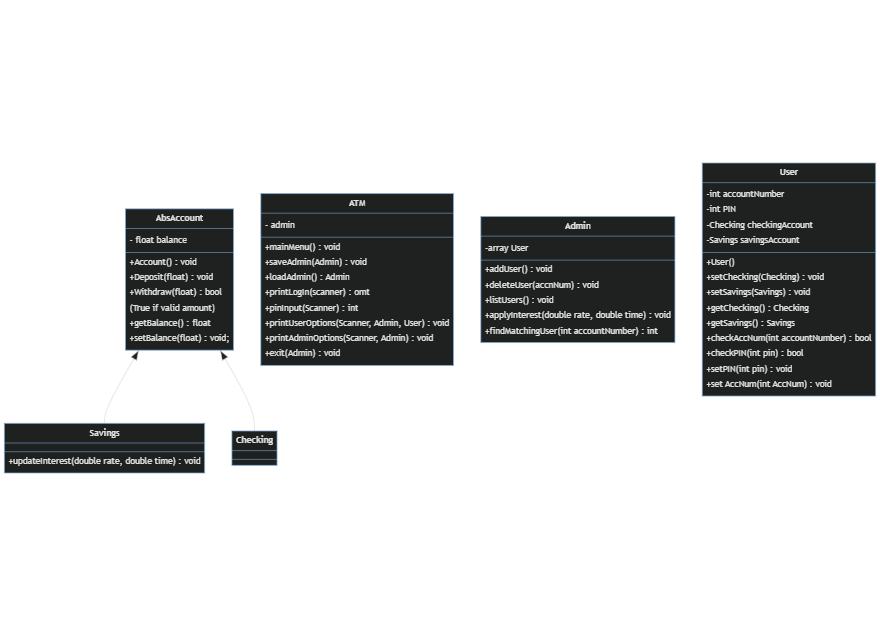 AbsAccount
- float balance
+Account() : void
+Deposit(float) : void
+Withdraw(float) : bool
(True if valid amount)
+getBalance() : float
+setBalance(float) : void;
ATM
- admin
+mainMenu() : void
+saveAdmin(Admin) : void
+loadAdmin() : Admin
+printLogIn(scanner) : omt
+pinInput(Scanner) : int
+printUserOptions(Scanner, Admin, User) : void
+printAdminOptions(Scanner, Admin) : void
+exit(Admin) : void
Admin
-array User
+addUser() : void
+deleteUser(accnNum) : void
+listUsers() : void
+applyInterest(double rate, double time) : void
+findMatchingUser(int accountNumber) : int
User
-int accountNumber
-int PIN
-Checking checkingAccount
-Savings savingsAccount
+User()
+setChecking(Checking) : void
+setSavings(Savings) : void
+getChecking() : Checking
+getSavings() : Savings
+checkAccNum(int accountNumber) : bool
+checkPIN(int pin) : bool
+setPIN(int pin) : void
+set AccNum(int AccNum) : void
Savings
+updateInterest(double rate, double time) : void
Checking